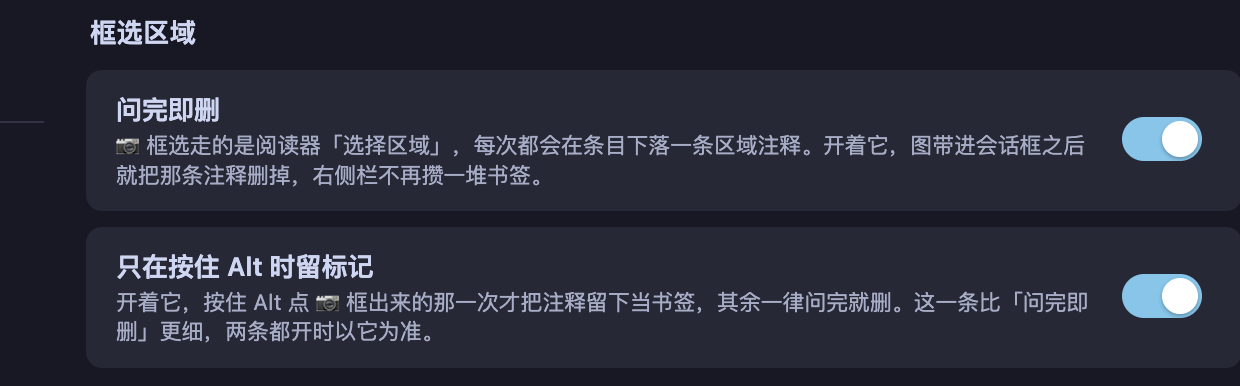 框选区域
问完即删
📷 框选走的是阅读器「选择区域」，每次都会在条目下落一条区域注释。开着它，图带进会话框之后
就把那条注释删掉，右侧栏不再攒一堆书签。
只在按住 Alt 时留标记
开着它，按住 Alt 点 📷 框出来的那一次才把注释留下当书签，其余一律问完就删。这一条比「问完即
删」更细，两条都开时以它为准。